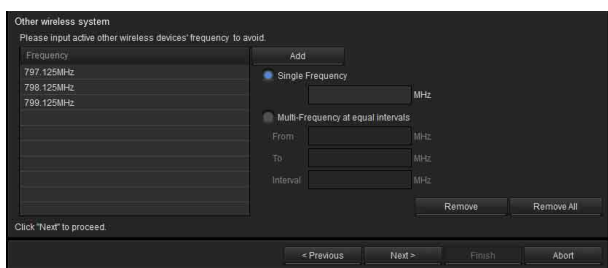 Other wireless system
Please input active other wireless devices' frequency to avoid.
Frequency
797.125MHz
798.125MHz
799.125MHz
Add
Single Frequency
MHz
Multi-Frequency at equal intervals
From MHz
To MHz
Interval MHz
Remove Remove All
Click "Next" to proceed.
< Previous Next > Finish Abort